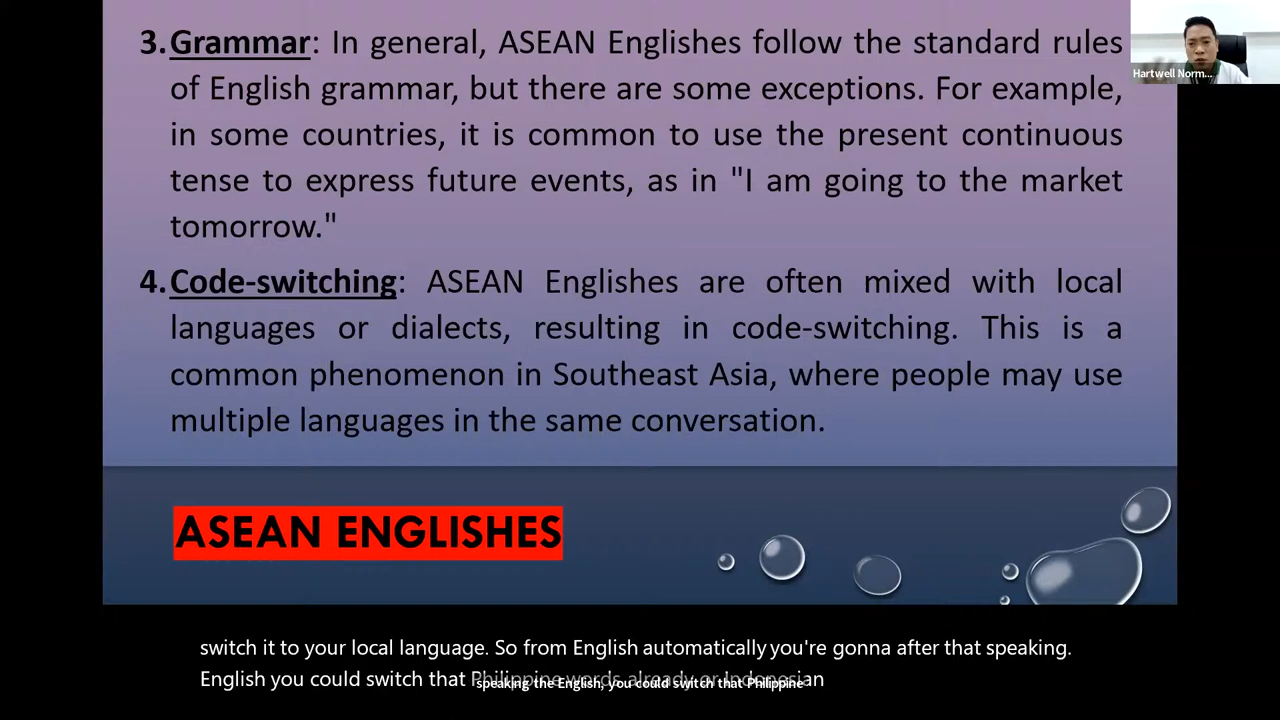 Hartwell Norm...
3. Grammar: In general, ASEAN Englishes follow the standard rules
of English grammar, but there are some exceptions. For example,
in some countries, it is common to use the present continuous
tense to express future events, as in "I am going to the market
tomorrow."
4. Code-switching: ASEAN Englishes are often mixed with local
languages or dialects, resulting in code-switching. This is a
common phenomenon in Southeast Asia, where people may use
multiple languages in the same conversation.
ASEAN ENGLISHES
switch it to your local language. So from English automatically you're gonna after that speaking.
English you could switch that Philippine words already or Indonesian
speaking the English, you could switch that Philippine